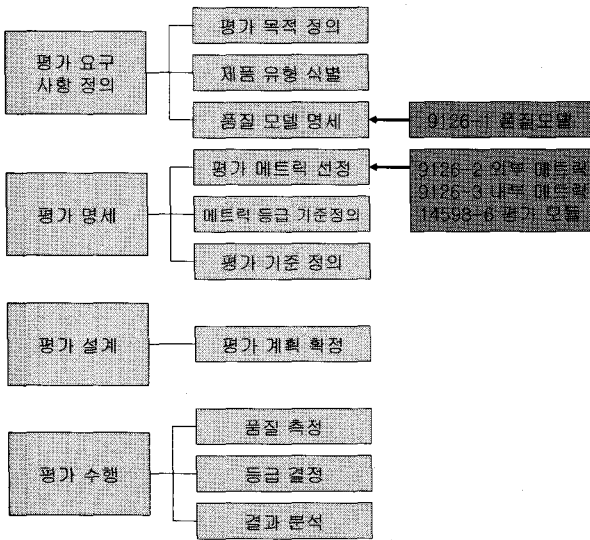 평가 요구
사항 정의
평가 목적 정의
제품 유형 식별
품질 모델 명세
9126-1 품질모델
평가 명세
평가 메트릭 선정
메트릭 등급 기준정의
평가 기준 정의
9126-2 외부 메트릭
9126-3 내부 메트릭
14598-6 평가 모듈
평가 설계
평가 계획 확정
평가 수행
품질 측정
등급 결정
결과 분석